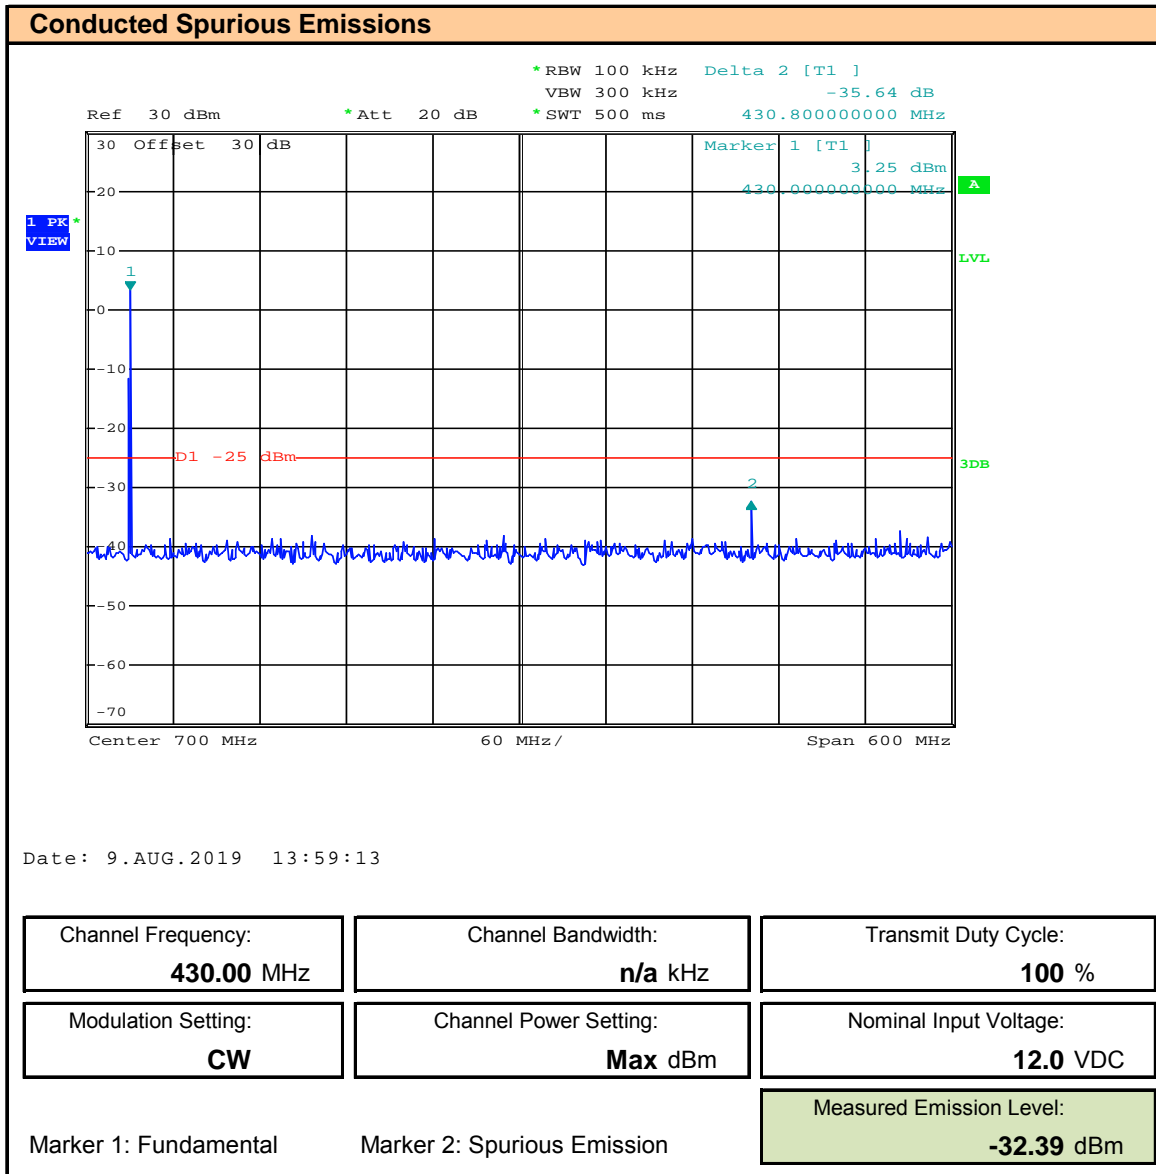 Conducted Spurious Emissions
*RBW 100 kHz Delta 2 [T1 ]
VBW 300 kHz -35.64 dB
Ref 30 dBm *Att 20 dB *SWT 500 ms 430.800000000 MHz
30 Offset 30 dB Marker 1 [T1 ]
3.25 dBm
20 430.000000000 MHz A
1 PK *
VIEW
10
LVL
1
0
-10
-20
D1 -25 dBm
3DB
2
-30
-40
-50
-60
-70
Center 700 MHz 60 MHz/ Span 600 MHz
Date: 9.AUG.2019 13:59:13
Channel Frequency: Channel Bandwidth: Transmit Duty Cycle:
430.00 MHz n/a kHz 100 %
Modulation Setting: Channel Power Setting: Nominal Input Voltage:
CW Max dBm 12.0 VDC
Measured Emission Level:
Marker 1: Fundamental Marker 2: Spurious Emission -32.39 dBm